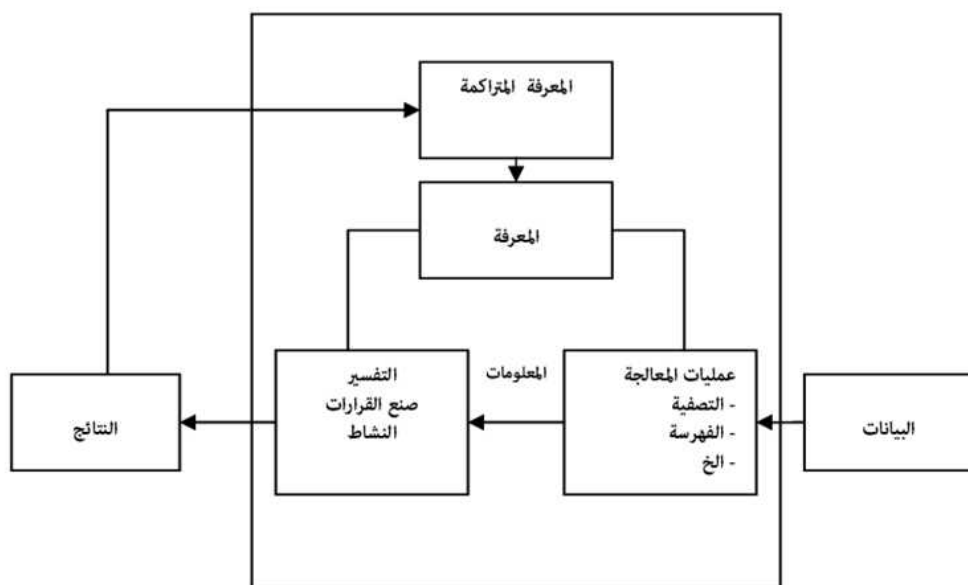 المعرفة المتراكمة
المعرفة
البيانات
عمليات المعالجة
- التصفية
- الفهرسة
- الخ
المعلومات
التفسير
صنع القرارات
النشاط
النتائج